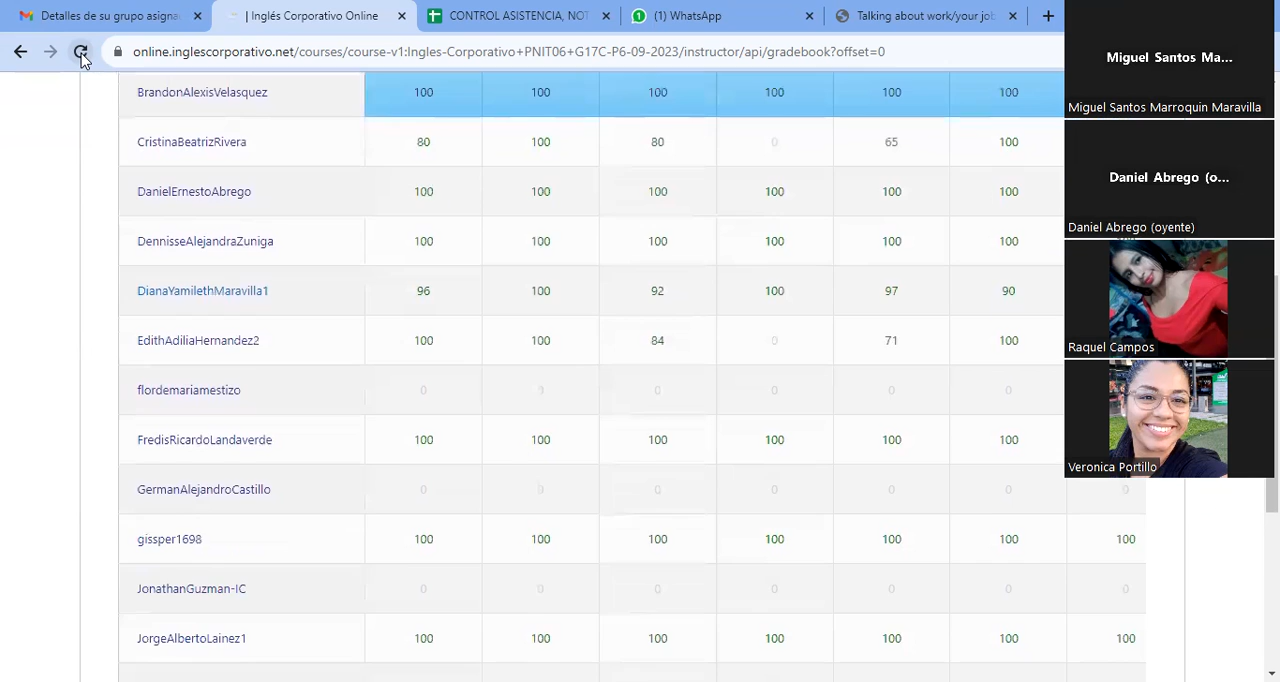 Detalles de su grupo asigna
Inglés Corporativo Online
CONTROL ASISTENCIA, NOT
(1) WhatsApp
Talking about work/your jo
online.inglescorporativo.net/courses/course-v1:Ingles-Corporativo+PNIT06+G17C-P6-09-2023/instructor/api/gradebook?offset=0
BrandonAlexisVelasquez 100 100 100 100 100 100
CristinaBeatrizRivera 80 100 80 0 65 100
DanielErnestoAbrego 100 100 100 100 100 100
DennisseAlejandraZuniga 100 100 100 100 100 100
DianaYamilethMaravilla1 96 100 92 100 97 90
EdithAdiliaHernandez2 100 100 84 0 71 100
flordemariamestizo 0 0 0 0 0 0
FredisRicardoLandaverde 100 100 100 100 100 100
GermanAlejandroCastillo 0 0 0 0 0 0 0
gissper1698 100 100 100 100 100 100 100
JonathanGuzman-IC 0 0 0 0 0 0 0
JorgeAlbertoLainez1 100 100 100 100 100 100 100
Miguel Santos Ma...
Miguel Santos Marroquin Maravilla
Daniel Abrego (o...
Daniel Abrego (oyente)
Raquel Campos
Veronica Portillo